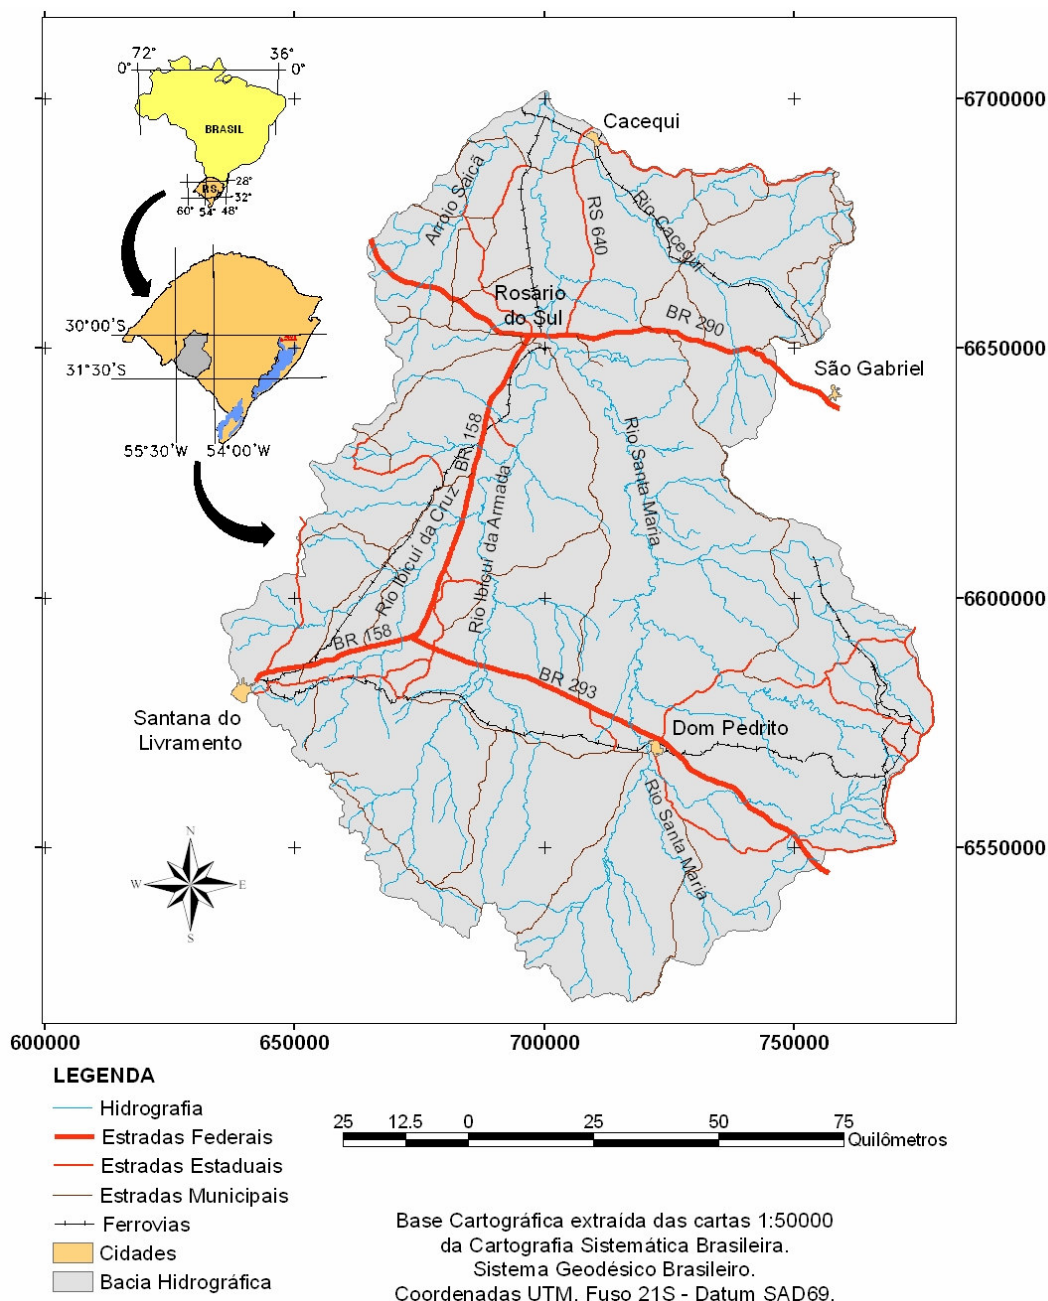 72°
36°
0°
0°
BRASIL
RS
28°
32°
60°
54°
48°
30°00'S
31°30'S
55°30'W
54°00'W
6700000
6650000
6600000
6550000
Cacequi
Arroio Saicã
RS 640
Rio Cacequi
Rosário
do Sul
BR 290
São Gabriel
BR 158
Rio Santa Maria
Rio Ibicuí da Cruz
Rio Ibicuí da Armada
BR 158
BR 293
Santana do
Livramento
Dom Pedrito
Rio Santa Maria
N
W
E
S
600000
650000
700000
750000
LEGENDA
Hidrografia
Estradas Federais
Estradas Estaduais
Estradas Municipais
Ferrovias
Cidades
Bacia Hidrográfica
25
12.5
0
25
50
75
Quilômetros
Base Cartográfica extraída das cartas 1:50000
da Cartografia Sistemática Brasileira.
Sistema Geodésico Brasileiro.
Coordenadas UTM. Fuso 21S - Datum SAD69.